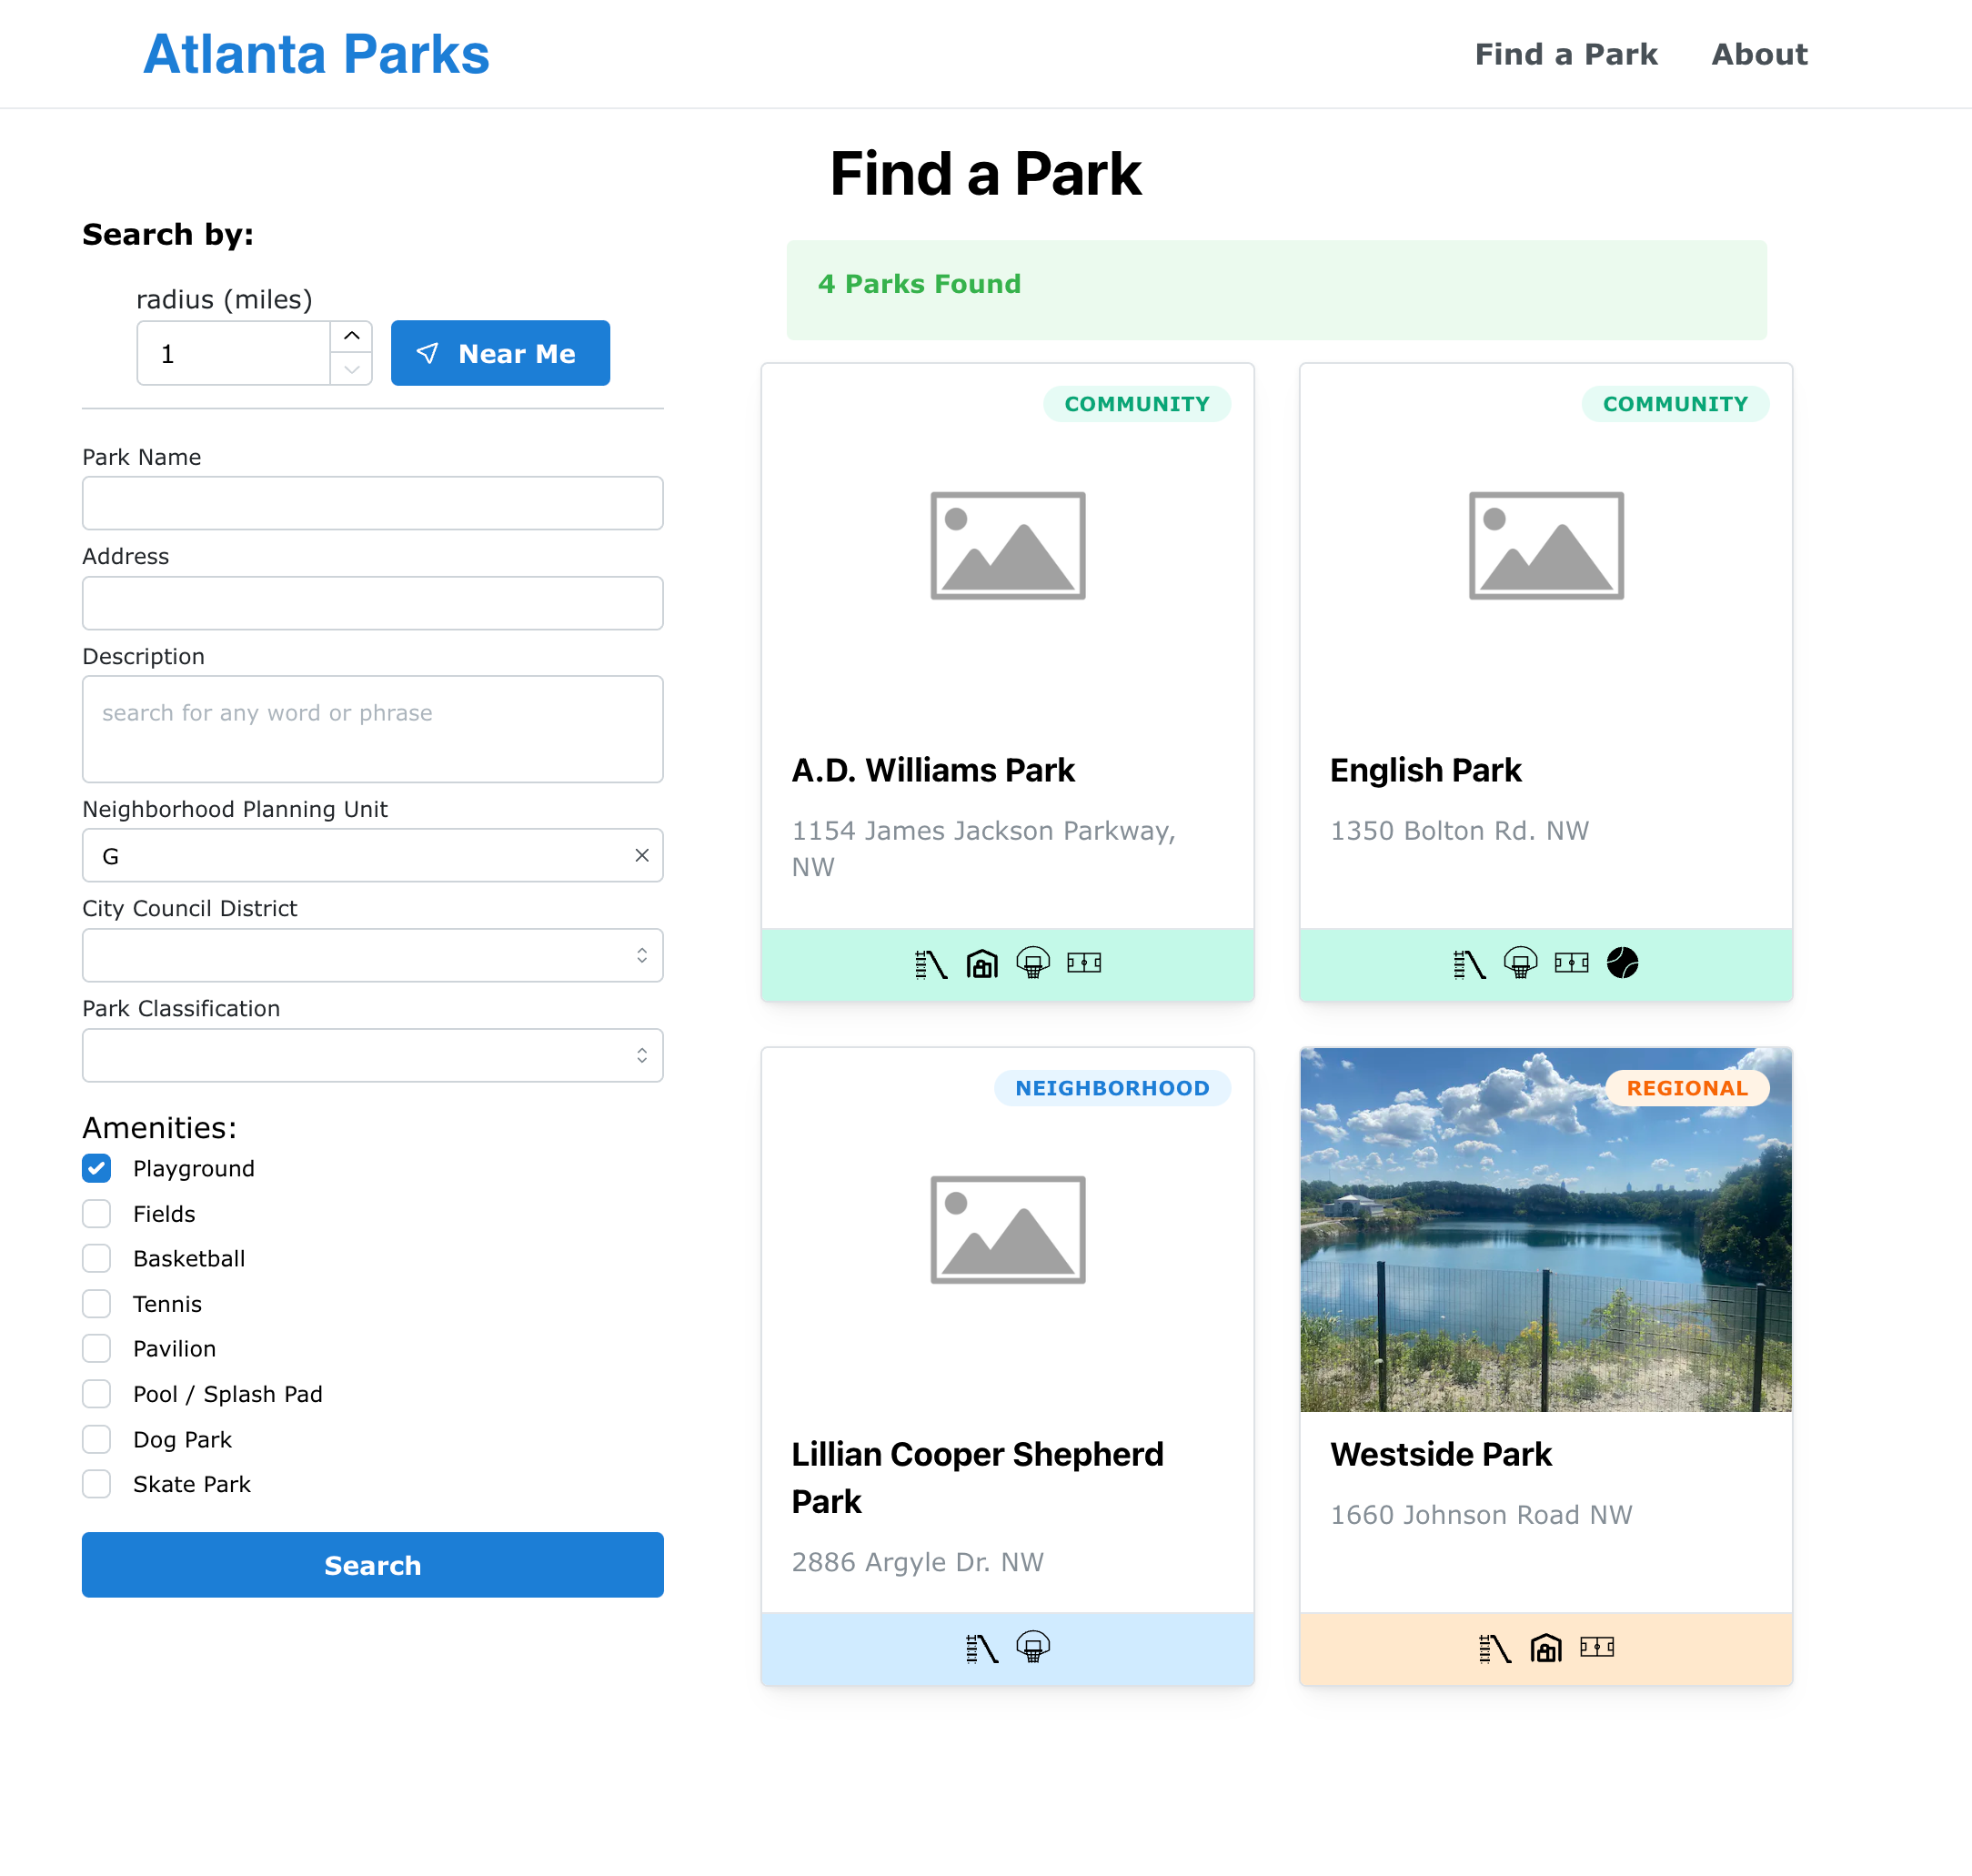 Atlanta Parks
Find a Park
About
Find a Park
Search by:
radius (miles)
1
Near Me
Park Name
Address
Description
search for any word or phrase
Neighborhood Planning Unit
G
City Council District
Park Classification
Amenities:
Playground
Fields
Basketball
Tennis
Pavilion
Pool / Splash Pad
Dog Park
Skate Park
Search
4 Parks Found
COMMUNITY
A.D. Williams Park
1154 James Jackson Parkway,
NW
COMMUNITY
English Park
1350 Bolton Rd. NW
NEIGHBORHOOD
Lillian Cooper Shepherd
Park
2886 Argyle Dr. NW
REGIONAL
Westside Park
1660 Johnson Road NW